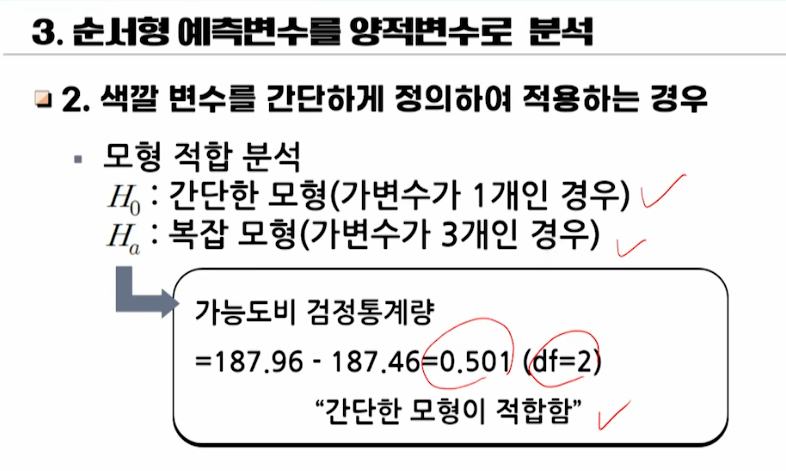 3. 순서형 예측변수를 양적변수로 분석
2. 색깔 변수를 간단하게 정의하여 적용하는 경우
모형 적합 분석
H₀ : 간단한 모형(가변수가 1개인 경우)
Hₐ : 복잡 모형(가변수가 3개인 경우)
가능도비 검정통계량
=187.96 - 187.46=0.501 (df=2)
“간단한 모형이 적합함”